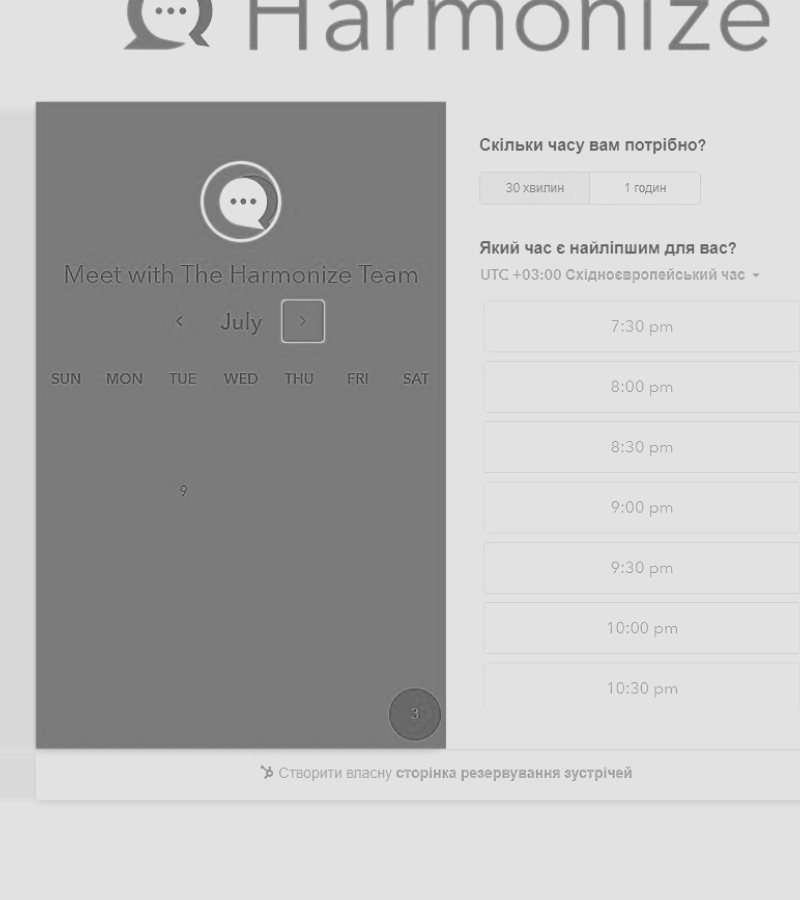 Harmonize
Meet with The Harmonize Team
July
SUN MON TUE WED THU FRI SAT
9
3
Скільки часу вам потрібно?
30 хвилин 1 годин
Який час є найліпшим для вас?
UTC +03:00 Східноєвропейський час
7:30 pm
8:00 pm
8:30 pm
9:00 pm
9:30 pm
10:00 pm
10:30 pm
Створити власну сторінка резервування зустрічей